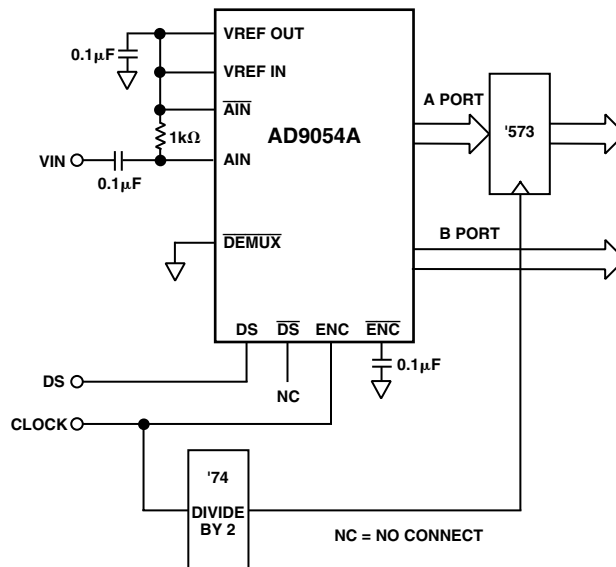 VREF OUT
0.1μF
VREF IN
AIN
A PORT
1kΩ
AD9054A
'573
VIN
AIN
0.1μF
B PORT
DEMUX
DS DS ENC ENC
0.1μF
DS
NC
CLOCK
'74
DIVIDE
BY 2
NC = NO CONNECT